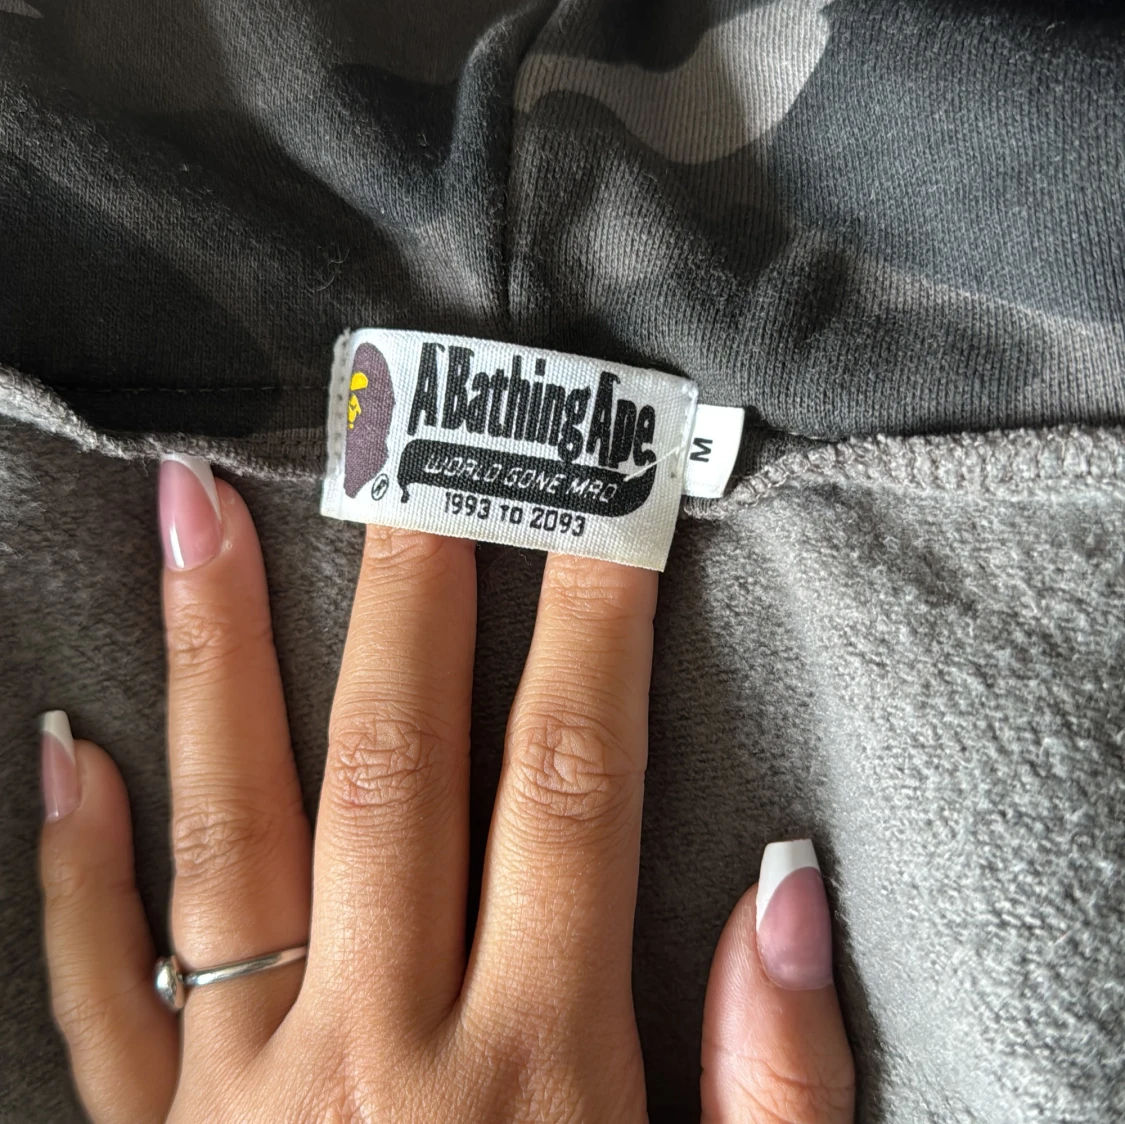 A Bathing Ape
WORLD GONE MAD
1993 TO 2093
®
M